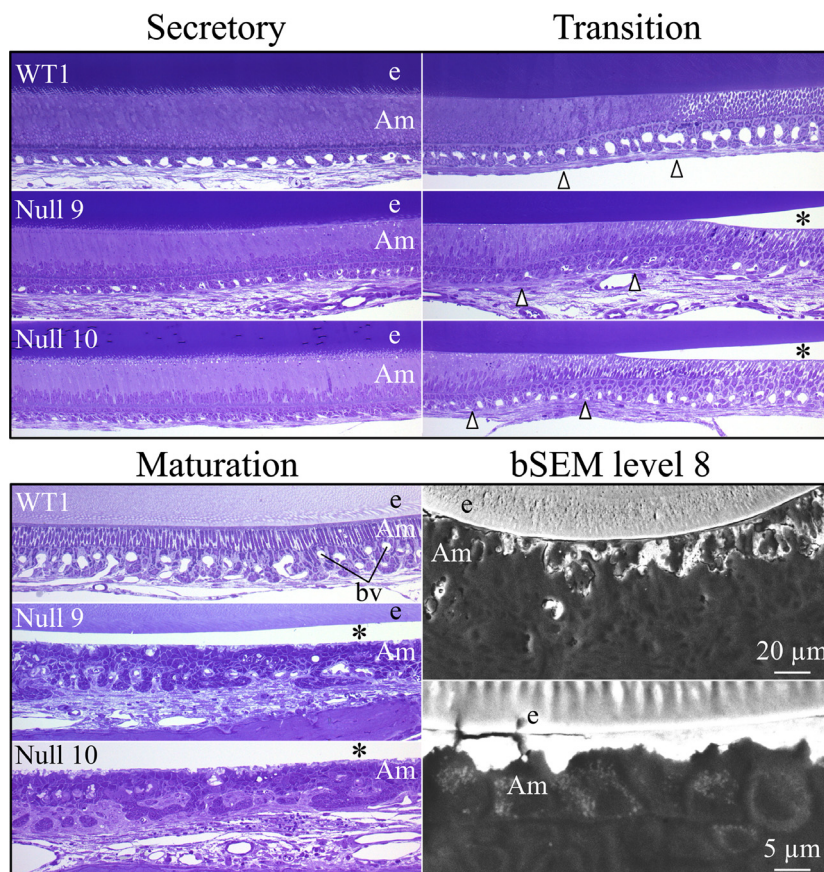 Secretory
Transition
WT1
e
Am
Null 9
e
Am
*
Null 10
e
Am
*
Maturation
bSEM level 8
WT1
e
Am
bv
e
Am
20 µm
Null 9
e
*
Am
Null 10
*
Am
e
Am
5 µm